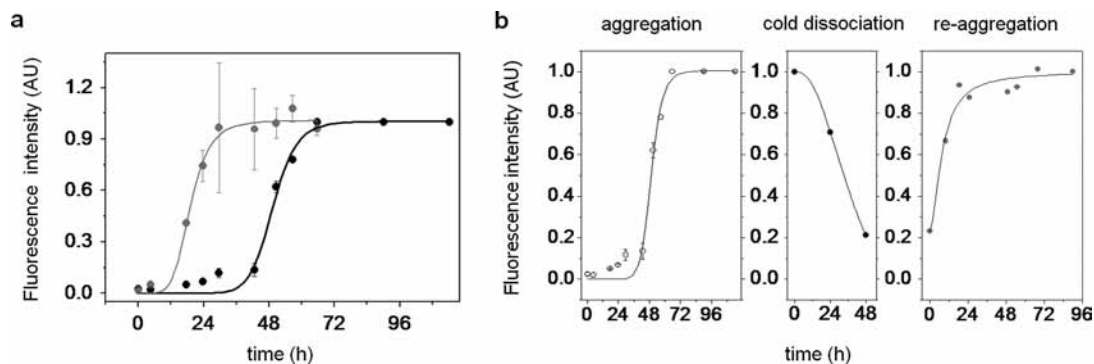 a
Fluorescence intensity (AU)
1.2
0.9
0.6
0.3
0.0
0 24 48 72 96
time (h)
b
aggregation cold dissociation re-aggregation
Fluorescence intensity (AU)
1.0 1.0 1.0
0.8 0.8 0.8
0.6 0.6 0.6
0.4 0.4 0.4
0.2 0.2 0.2
0.0 0.0 0.0
0 24 48 72 96 0 24 48 0 24 48 72 96
time (h)